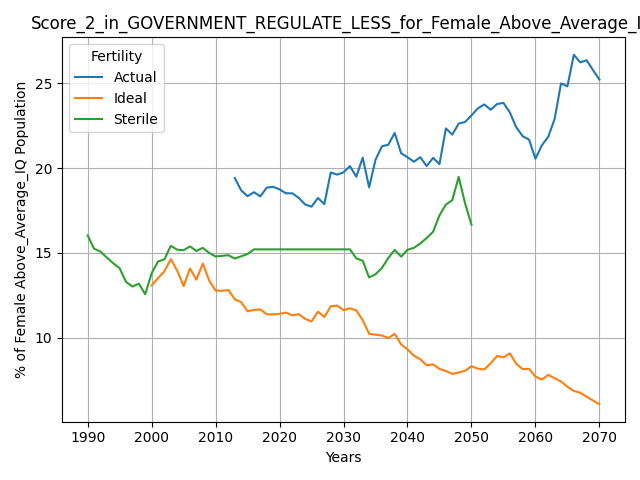 Score_2_in_GOVERNMENT_REGULATE_LESS_for_Female_Above_Average_I
Fertility
Actual
Ideal
Sterile
% of Female Above_Average_IQ Population
25
20
15
10
1990 2000 2010 2020 2030 2040 2050 2060 2070
Years